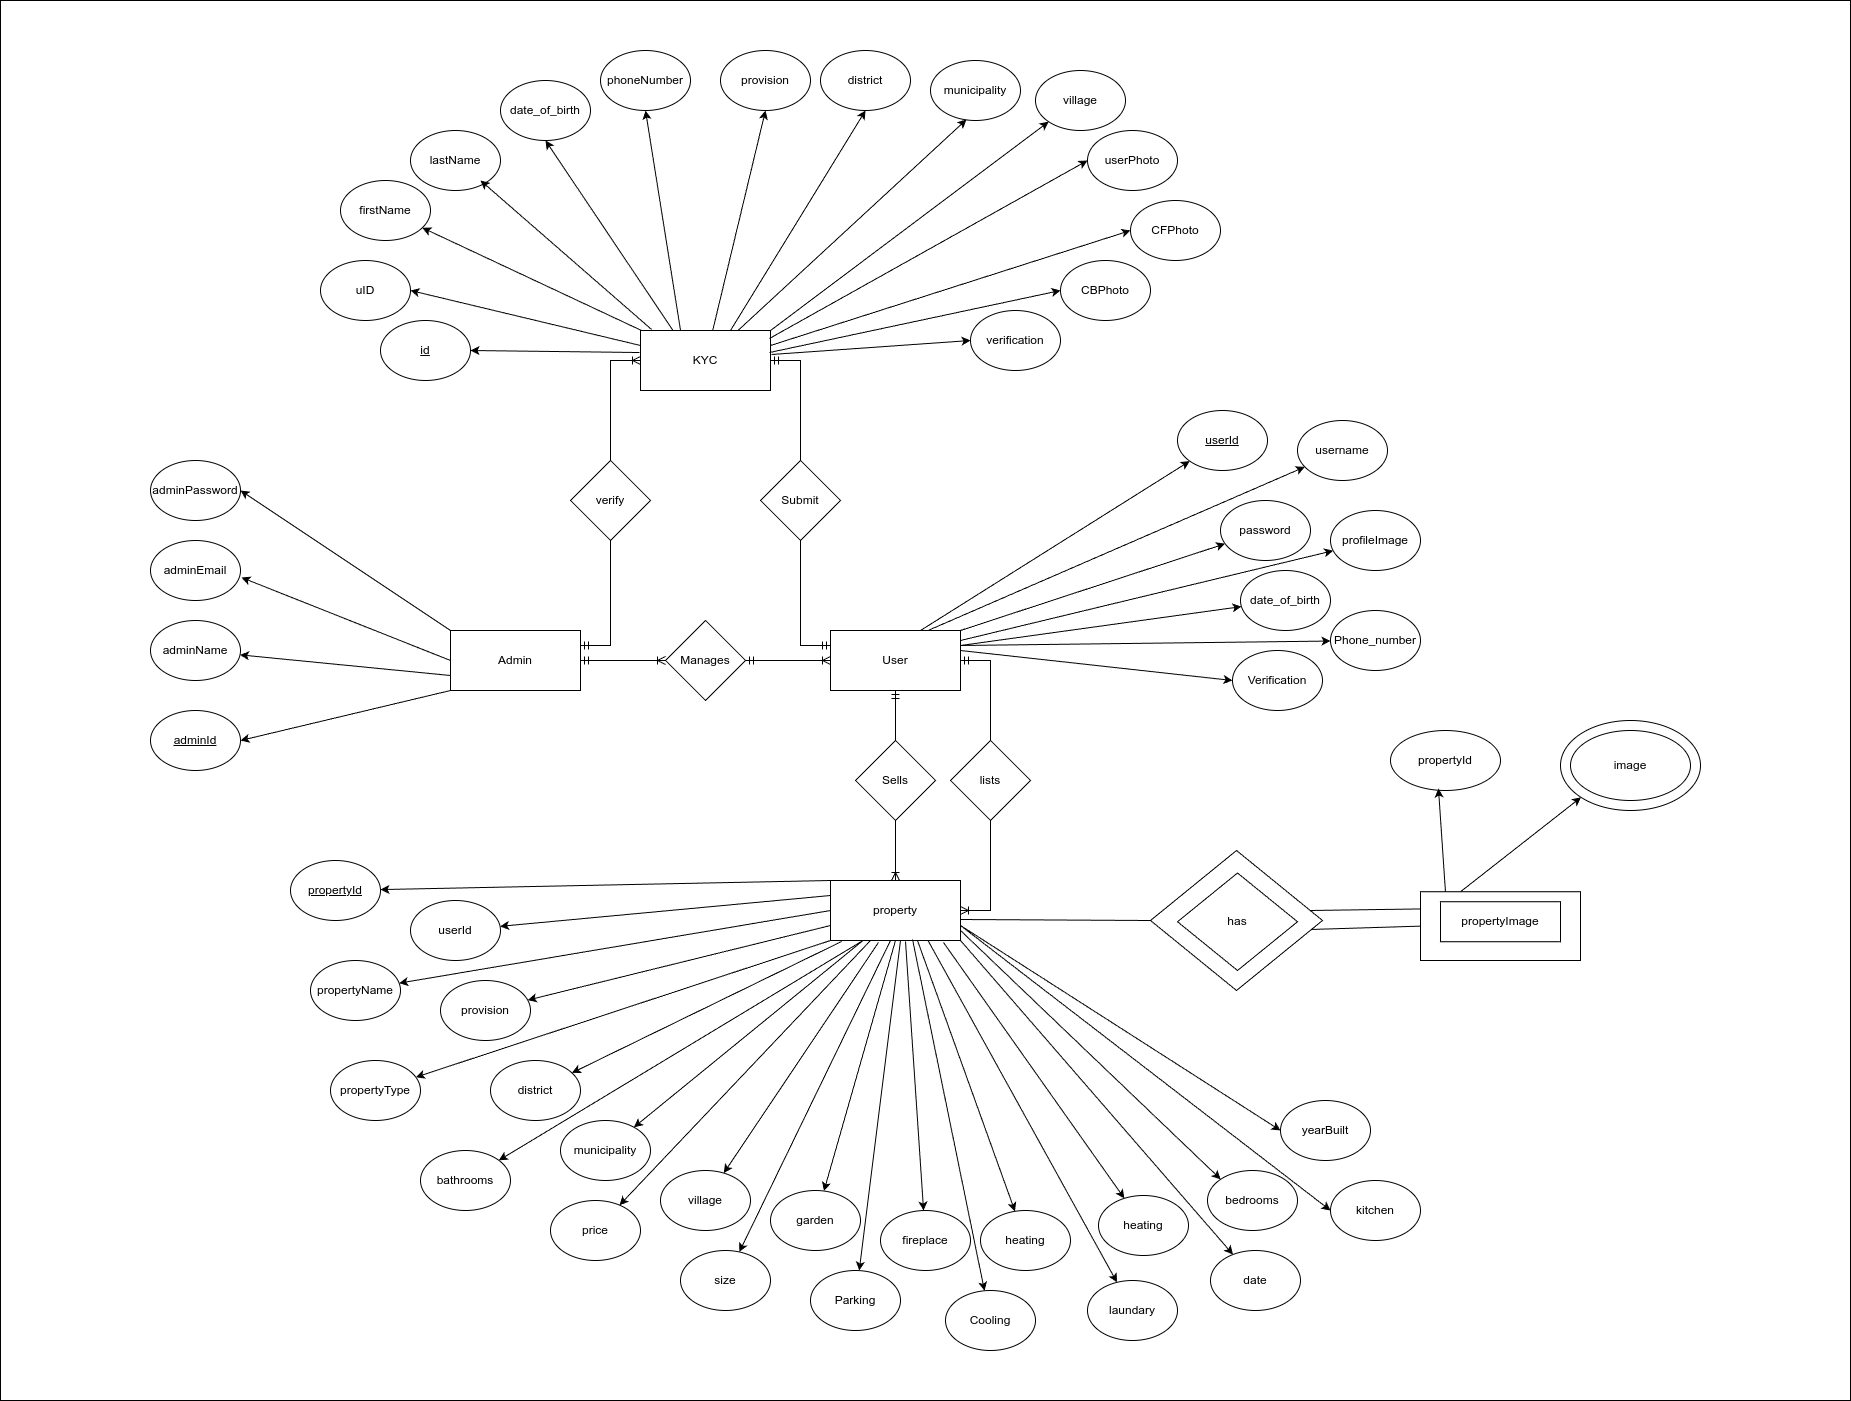 phoneNumber
provision
district
municipality
village
date_of_birth
lastName
userPhoto
firstName
CFPhoto
uID
CBPhoto
id
verification
KYC
userId
username
adminPassword
verify
Submit
password
profileImage
adminEmail
date_of_birth
adminName
Admin
Manages
User
Phone_number
Verification
adminId
propertyId
image
Sells
lists
propertyId
property
has
propertyImage
userId
propertyName
provision
propertyType
district
yearBuilt
municipality
bathrooms
village
bedrooms
kitchen
price
garden
fireplace
heating
heating
size
Parking
Cooling
laundary
date